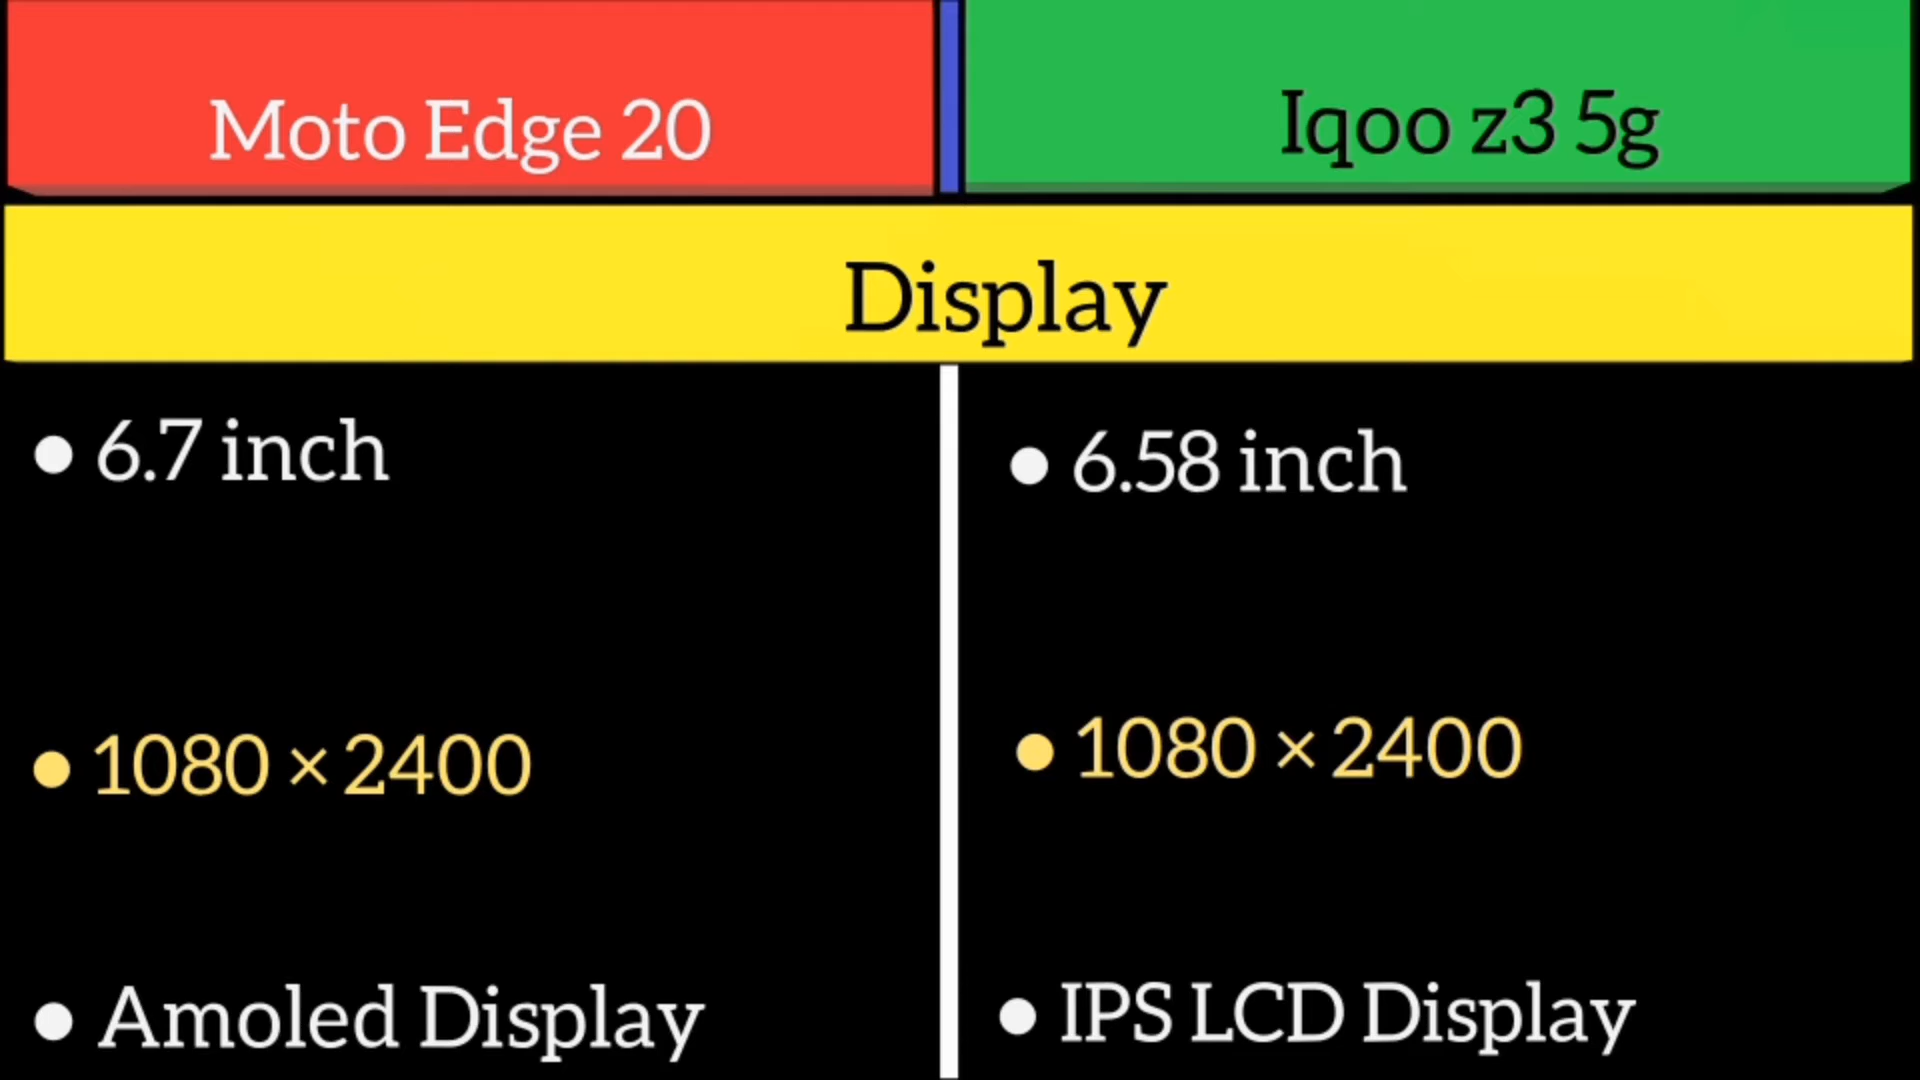 Moto Edge 20
Iqoo z3 5g
Display
● 6.7 inch
● 6.58 inch
● 1080 × 2400
● 1080 × 2400
● Amoled Display
● IPS LCD Display